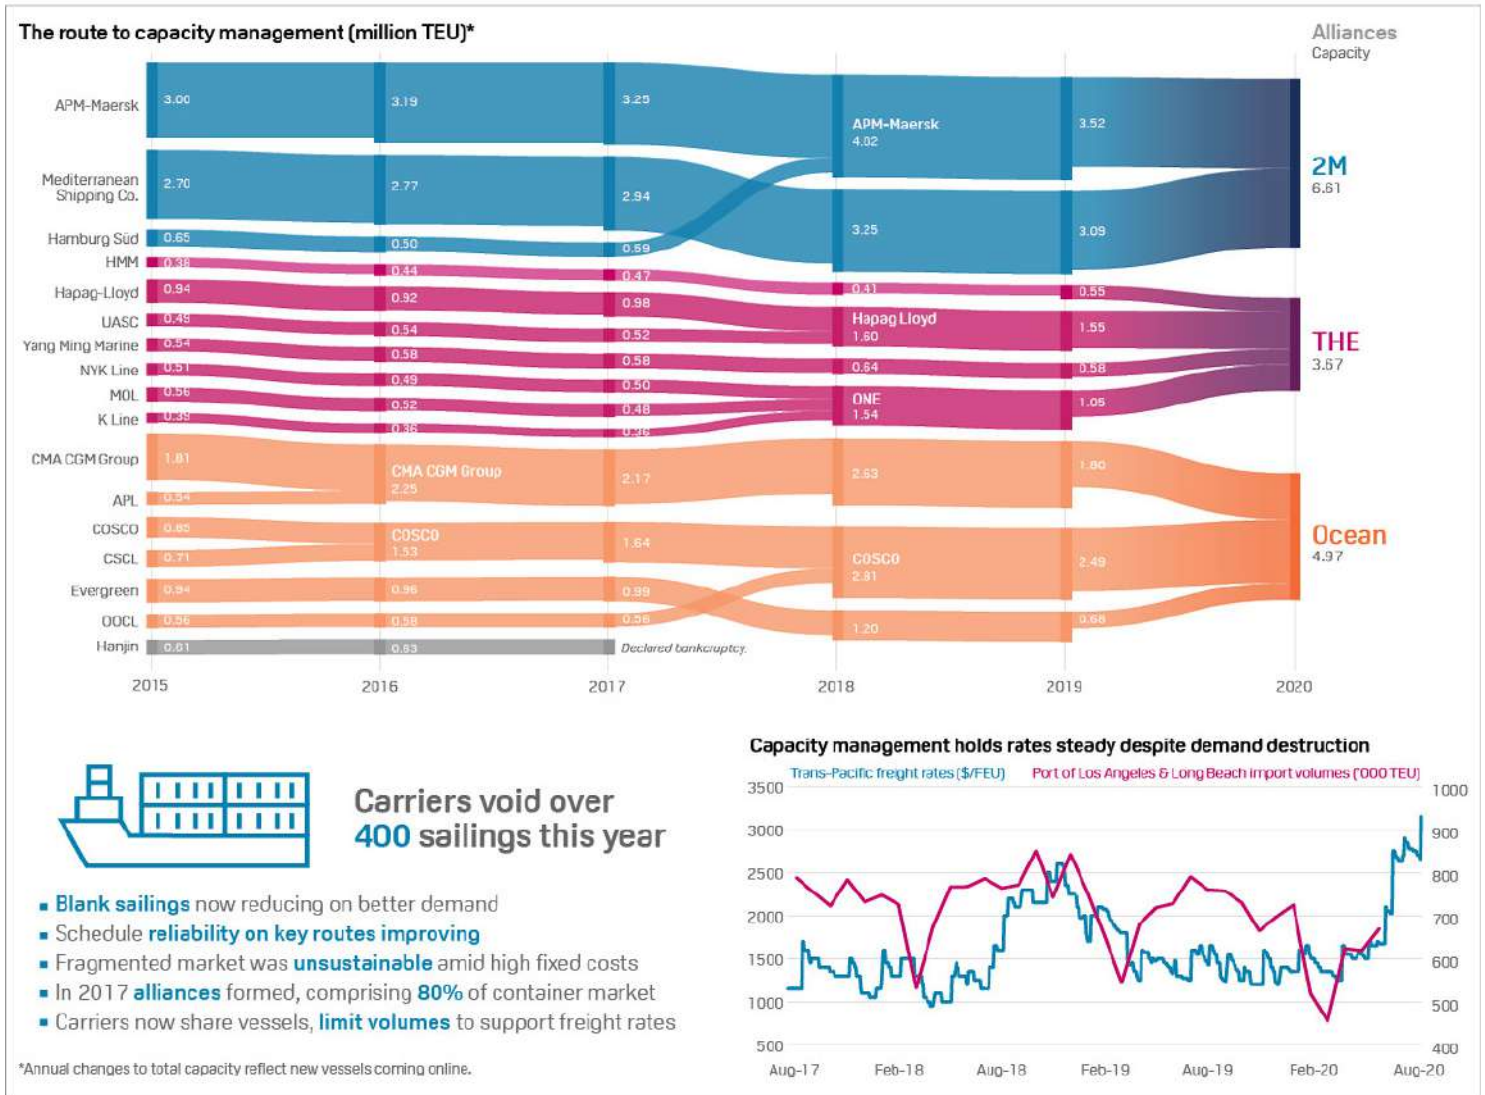 The route to capacity management (million TEU)*
Alliances
Capacity
APM-Maersk
3.00
3.19
3.25
APM-Maersk
4.02
3.52
Mediterranean
Shipping Co.
2.70
2.77
2.94
3.25
3.09
2M
6.61
Hamburg Süd
0.65
0.50
0.59
HMM
0.38
0.44
0.47
0.41
0.55
Hapag-Lloyd
0.94
0.92
0.98
Hapag Lloyd
1.60
1.55
UASC
0.49
0.54
0.52
THE
3.67
Yang Ming Marine
0.54
0.58
0.58
0.64
0.58
NYK Line
0.51
0.49
0.50
MOL
0.56
0.52
0.48
ONE
1.54
1.05
K Line
0.39
0.36
0.36
CMA CGM Group
1.81
CMA CGM Group
2.25
2.17
2.63
1.80
APL
0.54
COSCO
0.85
COSCO
1.53
1.64
COSCO
2.81
2.49
Ocean
4.97
CSCL
0.71
Evergreen
0.94
0.96
0.99
1.20
0.68
OOCL
0.56
0.58
0.56
Hanjin
0.61
0.63
Declared bankruptcy.
2015
2016
2017
2018
2019
2020
Carriers void over
400 sailings this year
Blank sailings now reducing on better demand
Schedule reliability on key routes improving
Fragmented market was unsustainable amid high fixed costs
In 2017 alliances formed, comprising 80% of container market
Carriers now share vessels, limit volumes to support freight rates
*Annual changes to total capacity reflect new vessels coming online.
Capacity management holds rates steady despite demand destruction
Trans-Pacific freight rates ($/FEU)
Port of Los Angeles & Long Beach import volumes ('000 TEU)
3500
3000
2500
2000
1500
1000
500
1000
900
800
700
600
500
400
Aug-17
Feb-18
Aug-18
Feb-19
Aug-19
Feb-20
Aug-20